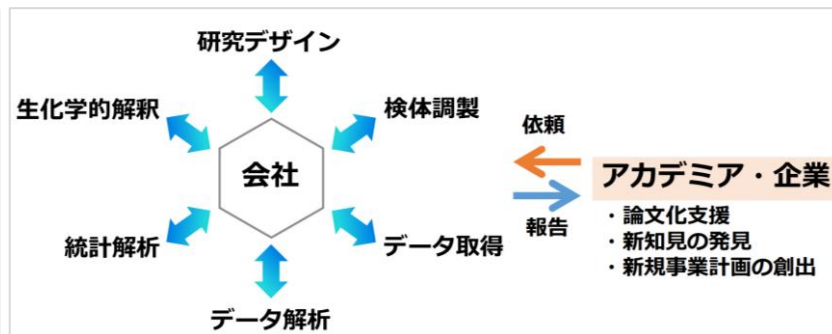 研究デザイン
生化学的解釈
検体調製
会社
統計解析
データ取得
データ解析
依頼
報告
アカデミア・企業
・論文化支援
・新知見の発見
・新規事業計画の創出